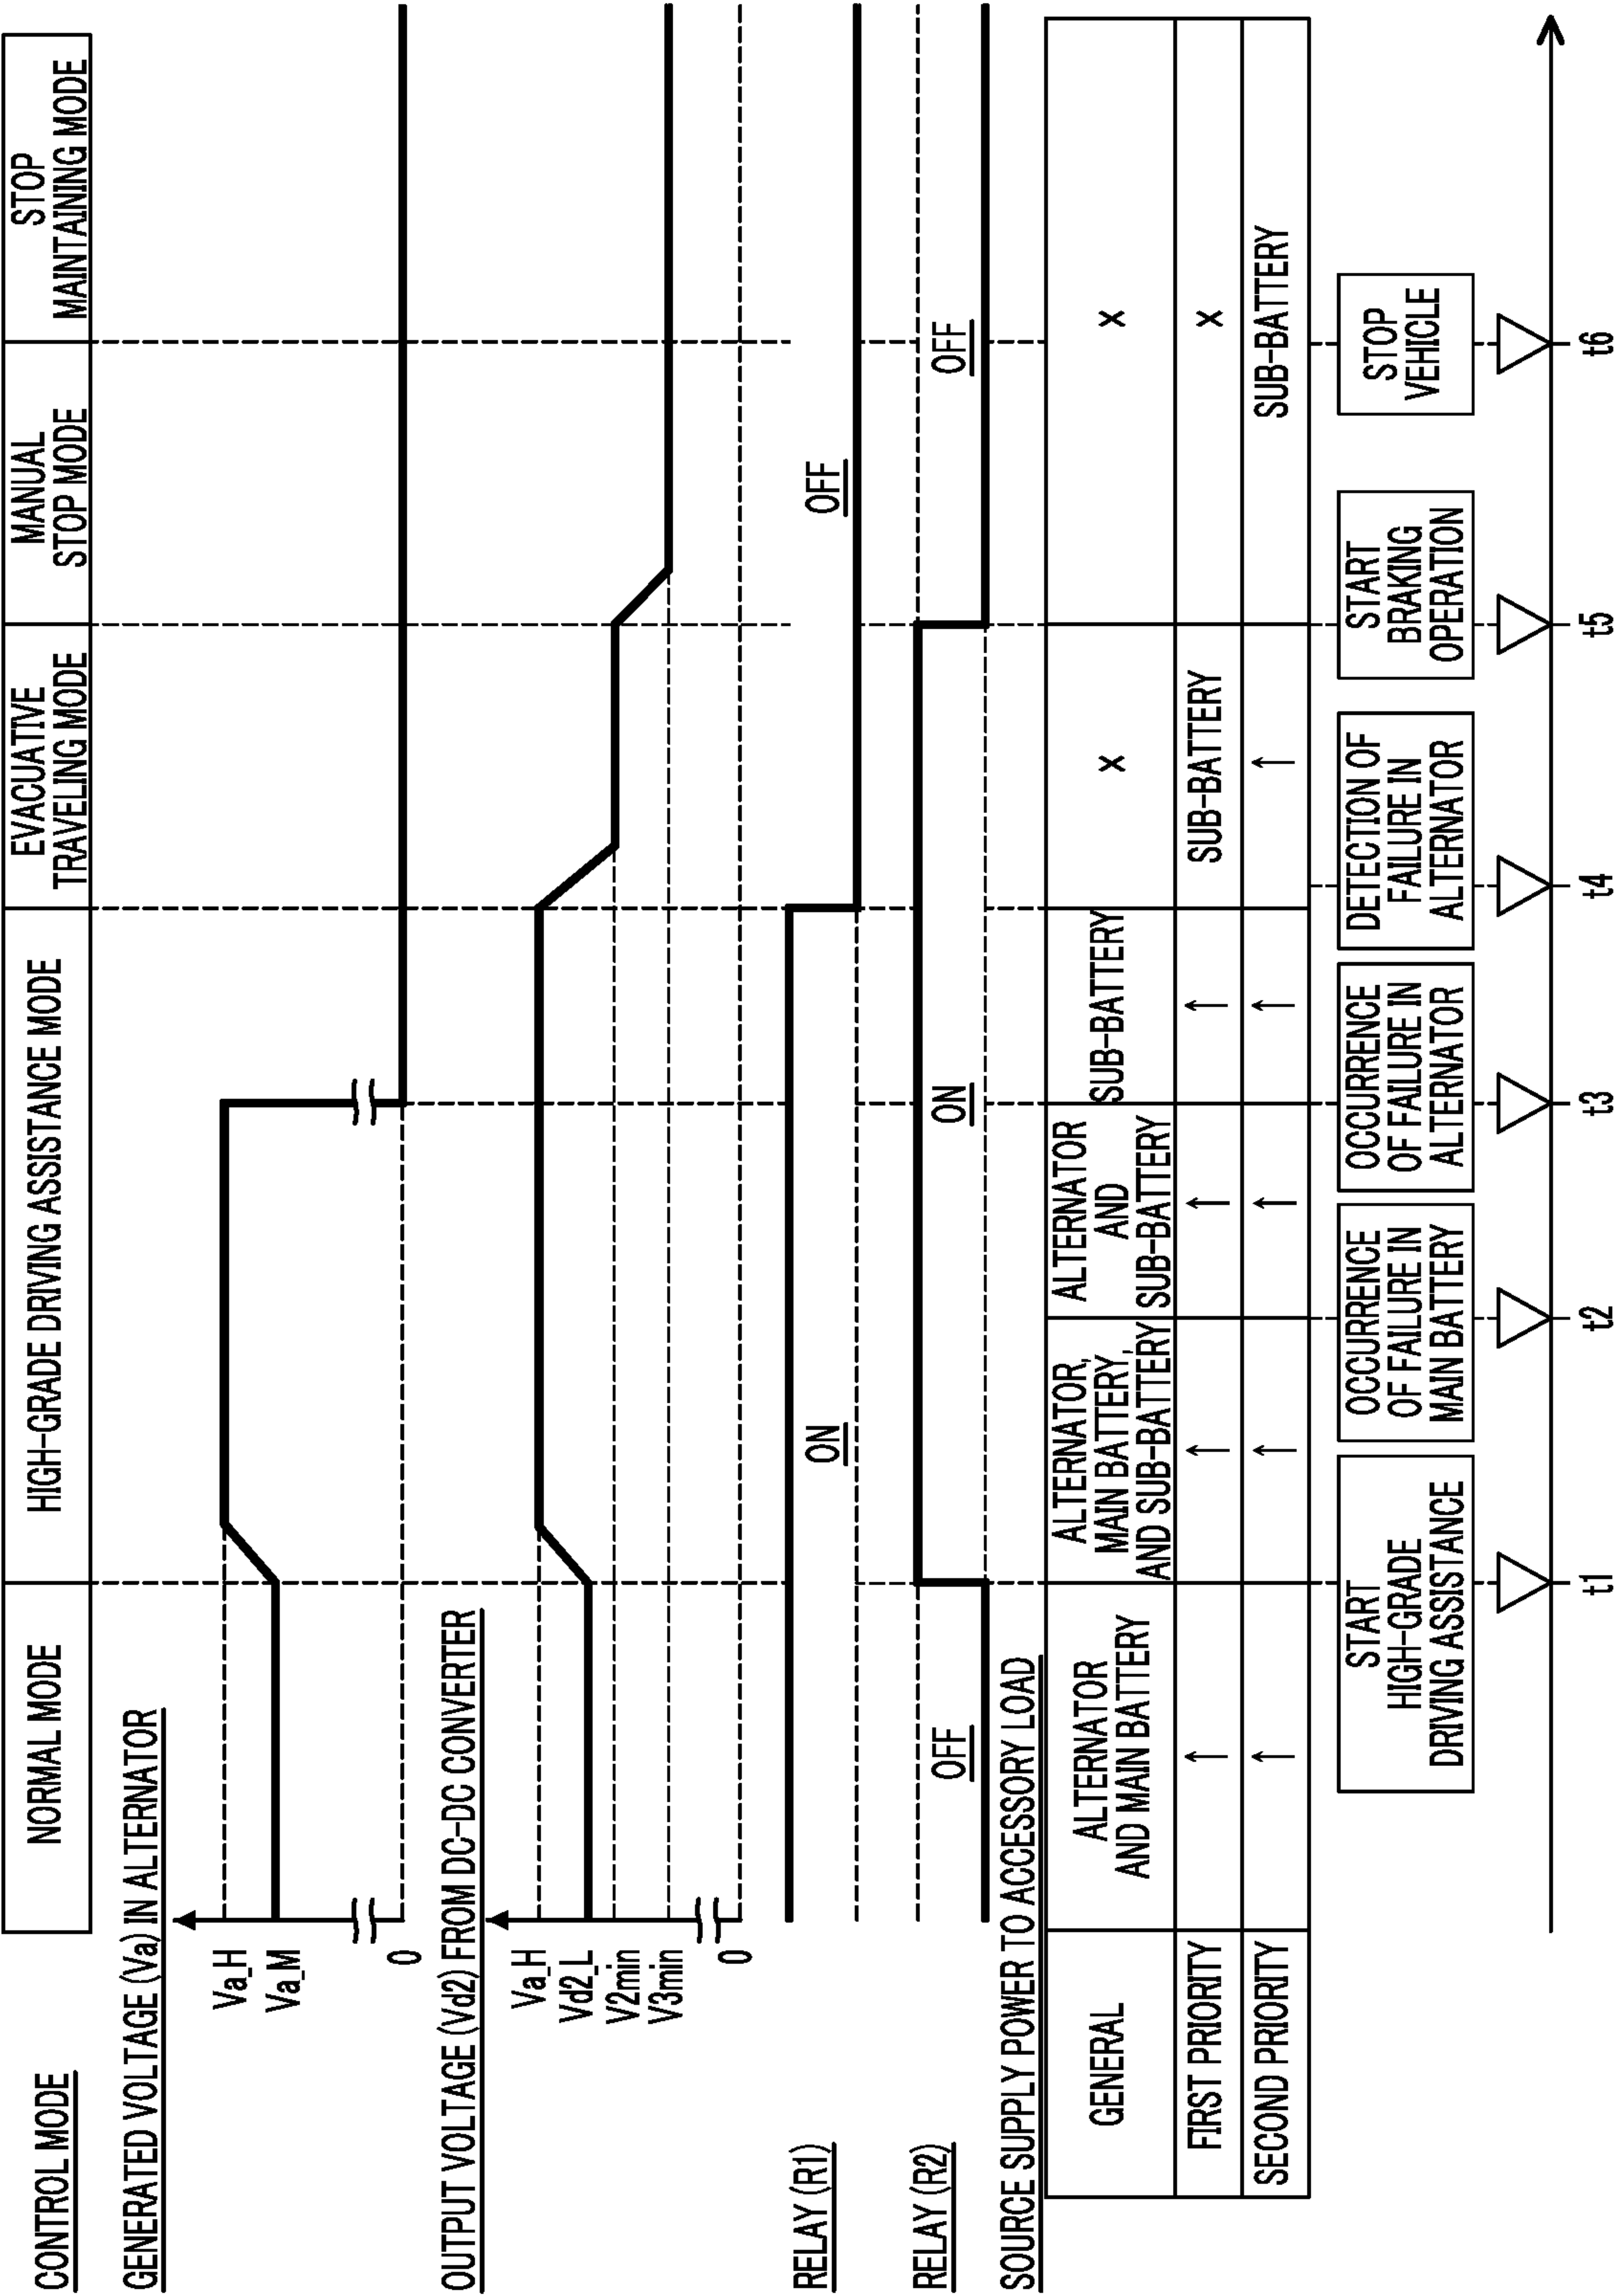 CONTROL MODE
NORMAL MODE
HIGH-GRADE DRIVING ASSISTANCE MODE
EVACUATIVE
TRAVELING MODE
MANUAL
STOP MODE
STOP
MAINTAINING MODE
GENERATED VOLTAGE (Va) IN ALTERNATOR
Va_H
Va_M
0
OUTPUT VOLTAGE (Vd2) FROM DC-DC CONVERTER
Va_H
Vd2_L
V2min
V3min
0
RELAY (R1)
ON
OFF
RELAY (R2)
OFF
ON
OFF
SOURCE SUPPLY POWER TO ACCESSORY LOAD
GENERAL
ALTERNATOR
AND MAIN BATTERY
ALTERNATOR,
MAIN BATTERY,
AND SUB-BATTERY
ALTERNATOR
AND
SUB-BATTERY
SUB-BATTERY
X
X
FIRST PRIORITY
↑
↑
↑
↑
SUB-BATTERY
X
SECOND PRIORITY
↑
↑
↑
↑
↑
SUB-BATTERY
START
HIGH-GRADE
DRIVING ASSISTANCE
OCCURRENCE
OF FAILURE IN
MAIN BATTERY
OCCURRENCE
OF FAILURE IN
ALTERNATOR
DETECTION OF
FAILURE IN
ALTERNATOR
START
BRAKING
OPERATION
STOP
VEHICLE
t1
t2
t3
t4
t5
t6